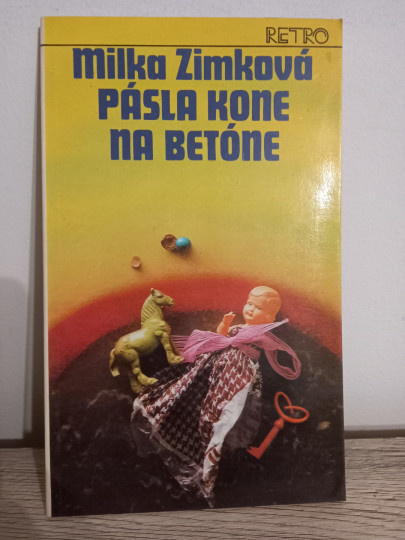 RETRO
Milka Zimková
PÁSLA KONE
NA BETÓNE